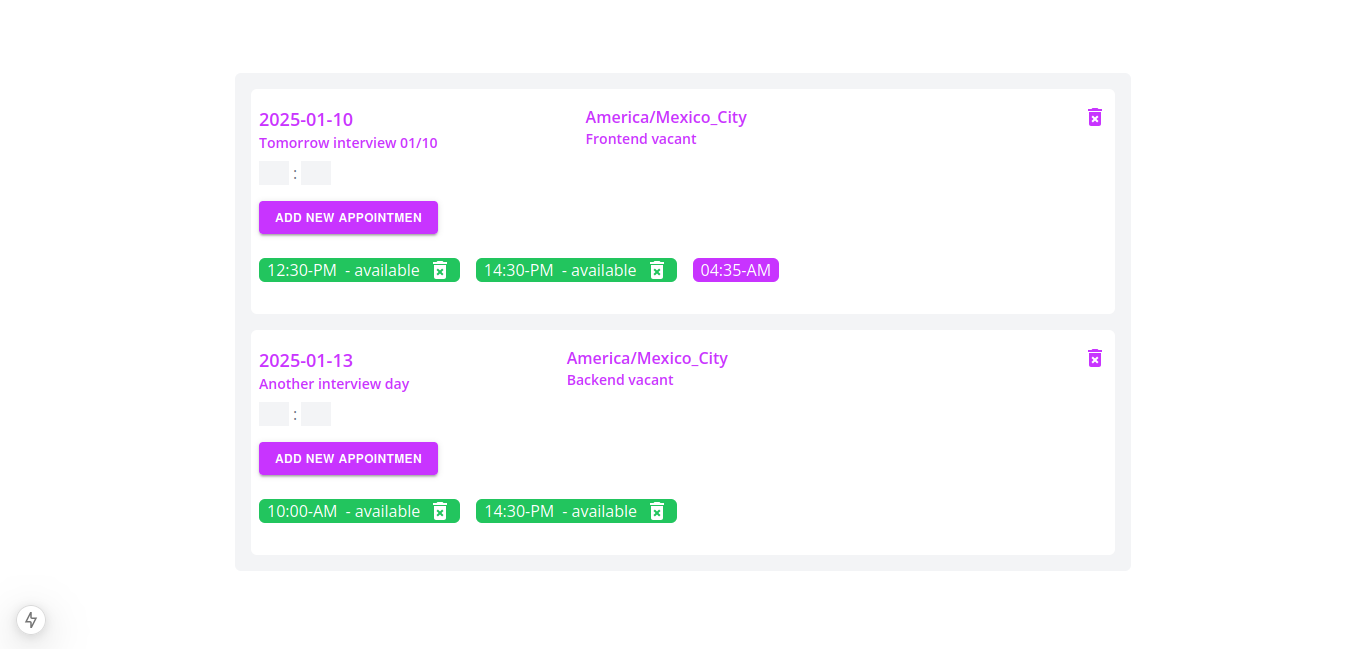 2025-01-10
America/Mexico_City
Tomorrow interview 01/10
Frontend vacant
:
ADD NEW APPOINTMEN
12:30-PM - available
14:30-PM - available
04:35-AM
2025-01-13
America/Mexico_City
Another interview day
Backend vacant
:
ADD NEW APPOINTMEN
10:00-AM - available
14:30-PM - available